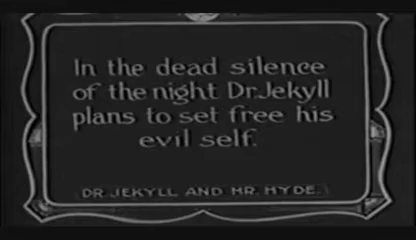 In the dead silence
of the night Dr. Jekyll
plans to set free his
evil self.
DR. JEKYLL AND MR. HYDE.